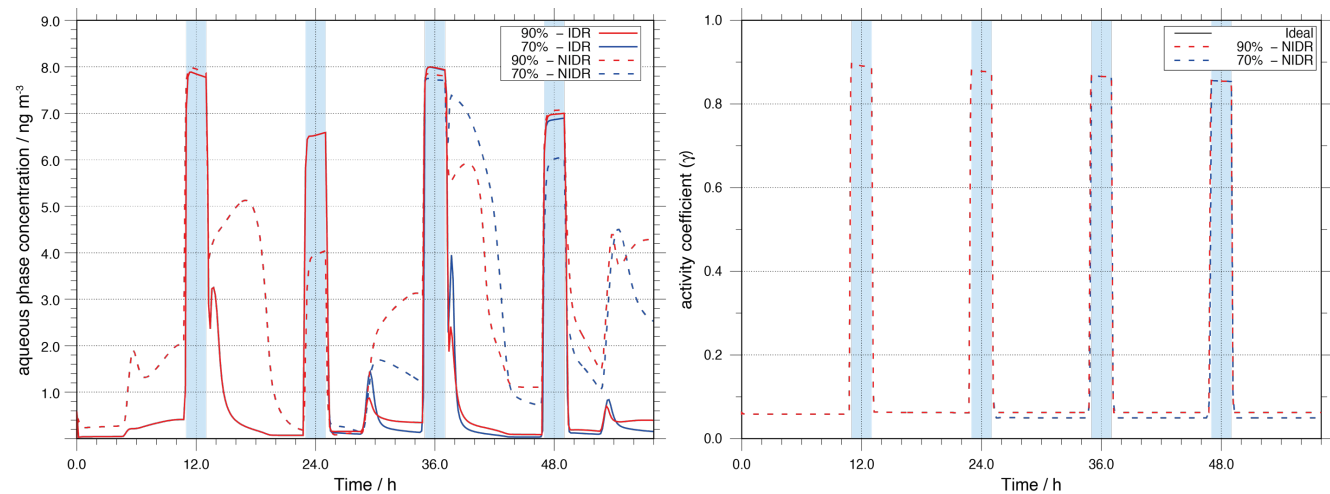 9.0
8.0
7.0
6.0
5.0
4.0
3.0
2.0
1.0
aqueous phase concentration / ng m⁻³
90% – IDR
70% – IDR
90% – NIDR
70% – NIDR
0.0 12.0 24.0 36.0 48.0
Time / h
1.0
0.8
0.6
0.4
0.2
0.0
activity coefficient (γ)
Ideal
90% – NIDR
70% – NIDR
0.0 12.0 24.0 36.0 48.0
Time / h